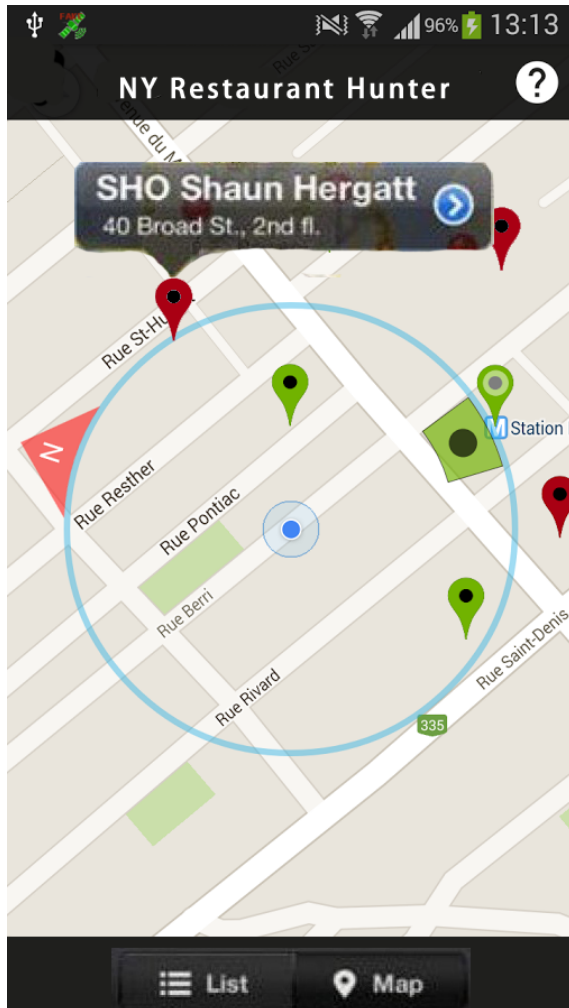 FAKE
96%
13:13
NY Restaurant Hunter
?
SHO Shaun Hergatt
40 Broad St., 2nd fl.
Rue St-Hu
N
M Station
Rue Resther
Rue Pontiac
Rue Berri
Rue Rivard
Rue Saint-Denis
335
List
Map